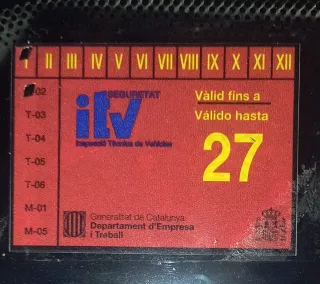 I II III IV V VI VII VIII IX X XI XII
T-02
T-03
T-04
T-05
T-06
M-01
M-05
SEGURETAT
itv
Inspecció Tècnica de Vehicles
Vàlid fins a
Válido hasta
27
Generalitat de Catalunya
Departament d'Empresa
i Treball